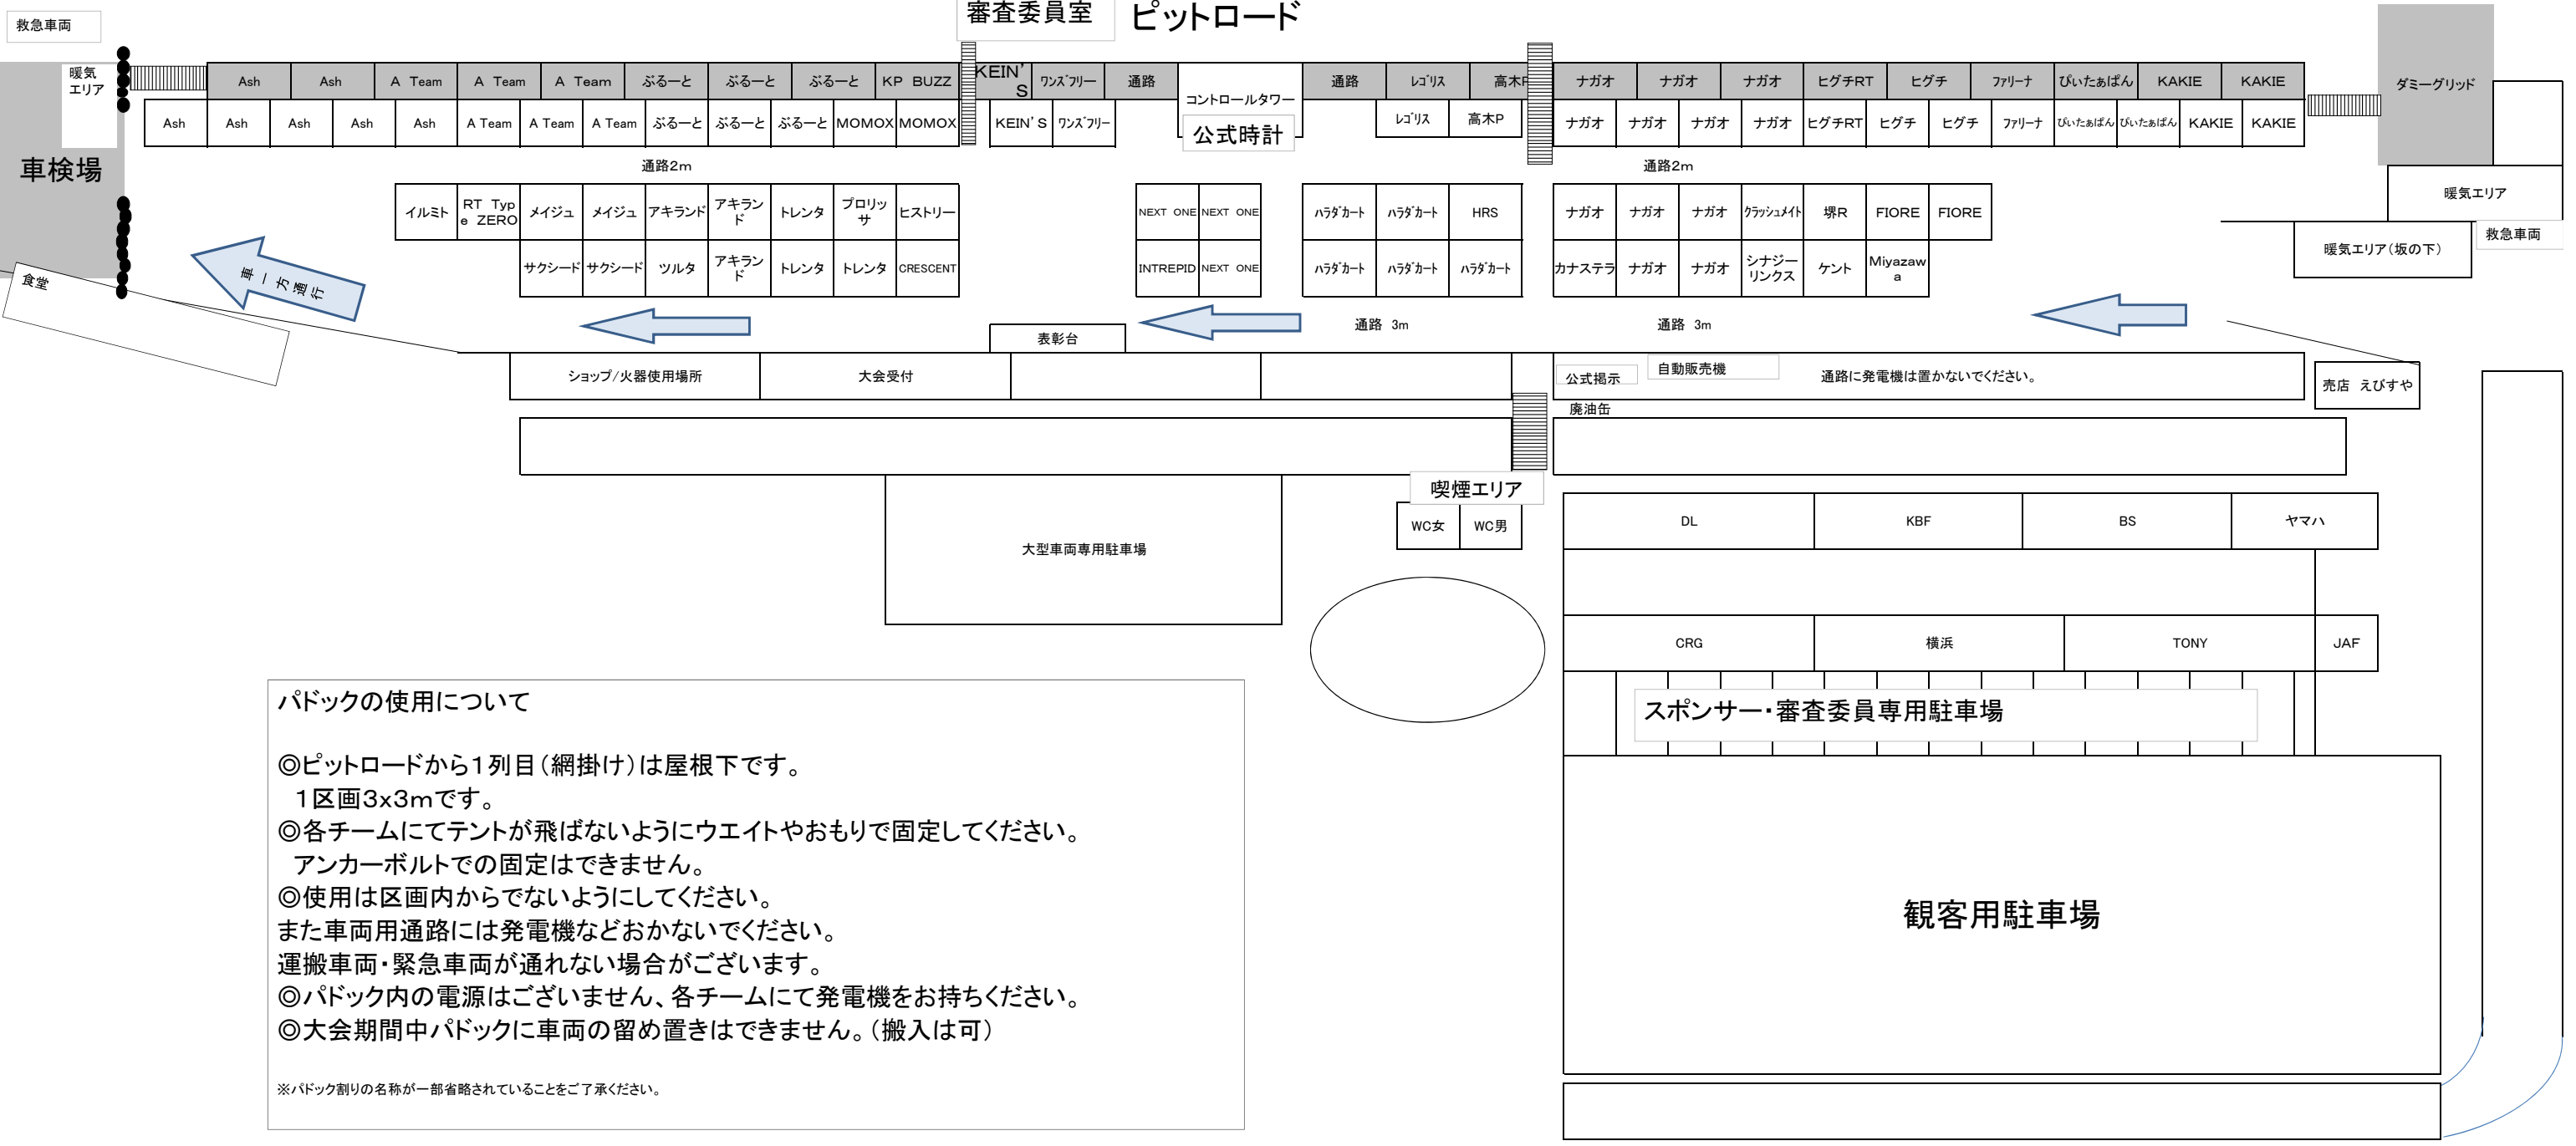 審査委員室 ピットロード
救急車両
暖気
エリア
Ash Ash A Team A Team A Team ぶるーと ぶるーと ぶるーと KP BUZZ KEIN'S ワンズフリー 通路 コントロールタワー 通路 レゴリス 高木P ナガオ ナガオ ナガオ ヒグチRT ヒグチ ファリーナ ぴぃたぁぱん KAKIE KAKIE ダミーグリッド
Ash Ash Ash Ash Ash A Team A Team A Team ぶるーと ぶるーと ぶるーと MOMOX MOMOX KEIN'S ワンズフリー 公式時計 レゴリス 高木P ナガオ ナガオ ナガオ ナガオ ヒグチRT ヒグチ ヒグチ ファリーナ ぴぃたぁぱん ぴぃたぁぱん KAKIE KAKIE
車検場 通路2m 通路2m
暖気エリア
イルミト RT Type ZERO メイジュ メイジュ アキランド アキランド トレンタ プロリッサ ヒストリー NEXT ONE NEXT ONE ハラダカート ハラダカート HRS ナガオ ナガオ ナガオ クラッシュメイト 堺R FIORE FIORE
救急車両
暖気エリア(坂の下)
サクシード サクシード ツルタ アキランド トレンタ トレンタ CRESCENT INTREPID NEXT ONE ハラダカート ハラダカート ハラダカート カナステラ ナガオ ナガオ シナジーリンクス ケント Miyazawa
食堂
車一方通行
通路 3m 通路 3m
表彰台
ショップ/火器使用場所 大会受付 公式掲示 自動販売機 通路に発電機は置かないでください。 売店 えびすや
廃油缶
喫煙エリア
WC女 WC男 DL KBF BS ヤマハ
大型車両専用駐車場
CRG 横浜 TONY JAF
スポンサー・審査委員専用駐車場
観客用駐車場
パドックの使用について
◎ピットロードから1列目(網掛け)は屋根下です。
1区画3x3mです。
◎各チームにてテントが飛ばないようにウエイトやおもりで固定してください。
アンカーボルトでの固定はできません。
◎使用は区画内からでないようにしてください。
また車両用通路には発電機などおかないでください。
運搬車両・緊急車両が通れない場合がございます。
◎パドック内の電源はございません、各チームにて発電機をお持ちください。
◎大会期間中パドックに車両の留め置きはできません。(搬入は可)
※パドック割りの名称が一部省略されていることをご了承ください。